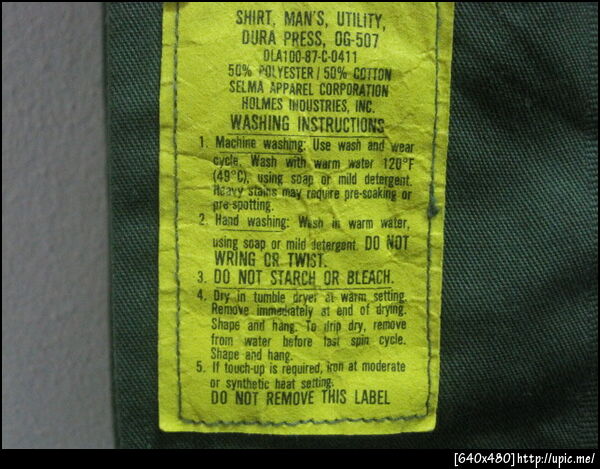 SHIRT, MAN'S, UTILITY,
DURA PRESS, OG-507
DLA100-87-C-0411
50% POLYESTER / 50% COTTON
SELMA APPAREL CORPORATION
HOLMES INDUSTRIES, INC.
WASHING INSTRUCTIONS
1. Machine washing: Use wash and wear
cycle. Wash with warm water 120°F
(49°C), using soap or mild detergent.
Heavy stains may require pre-soaking or
pre-spotting.
2. Hand washing: Wash in warm water,
using soap or mild detergent. DO NOT
WRING OR TWIST.
3. DO NOT STARCH OR BLEACH.
4. Dry in tumble dryer at warm setting.
Remove immediately at end of drying.
Shape and hang. To drip dry, remove
from water before last spin cycle.
Shape and hang.
5. If touch-up is required, iron at moderate
or synthetic heat setting.
DO NOT REMOVE THIS LABEL
[640x480]http://upic.me/